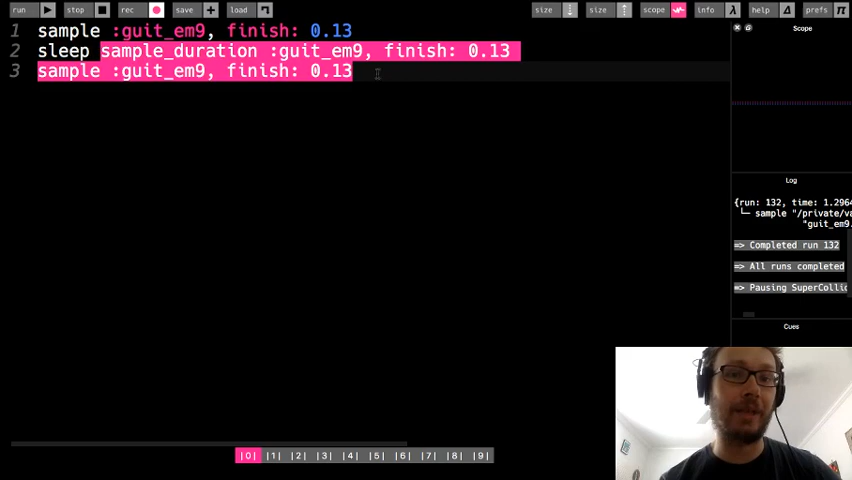 run stop rec save load size size scope info help prefs
1 sample :guit_em9, finish: 0.13
2 sleep sample_duration :guit_em9, finish: 0.13
3 sample :guit_em9, finish: 0.13
Scope
Log
{run: 132, time: 1.2964
└─ sample "/private/va
"guit_em9.
=> Completed run 132
=> All runs completed
=> Pausing SuperCollid
Cues
|0| |1| |2| |3| |4| |5| |6| |7| |8| |9|